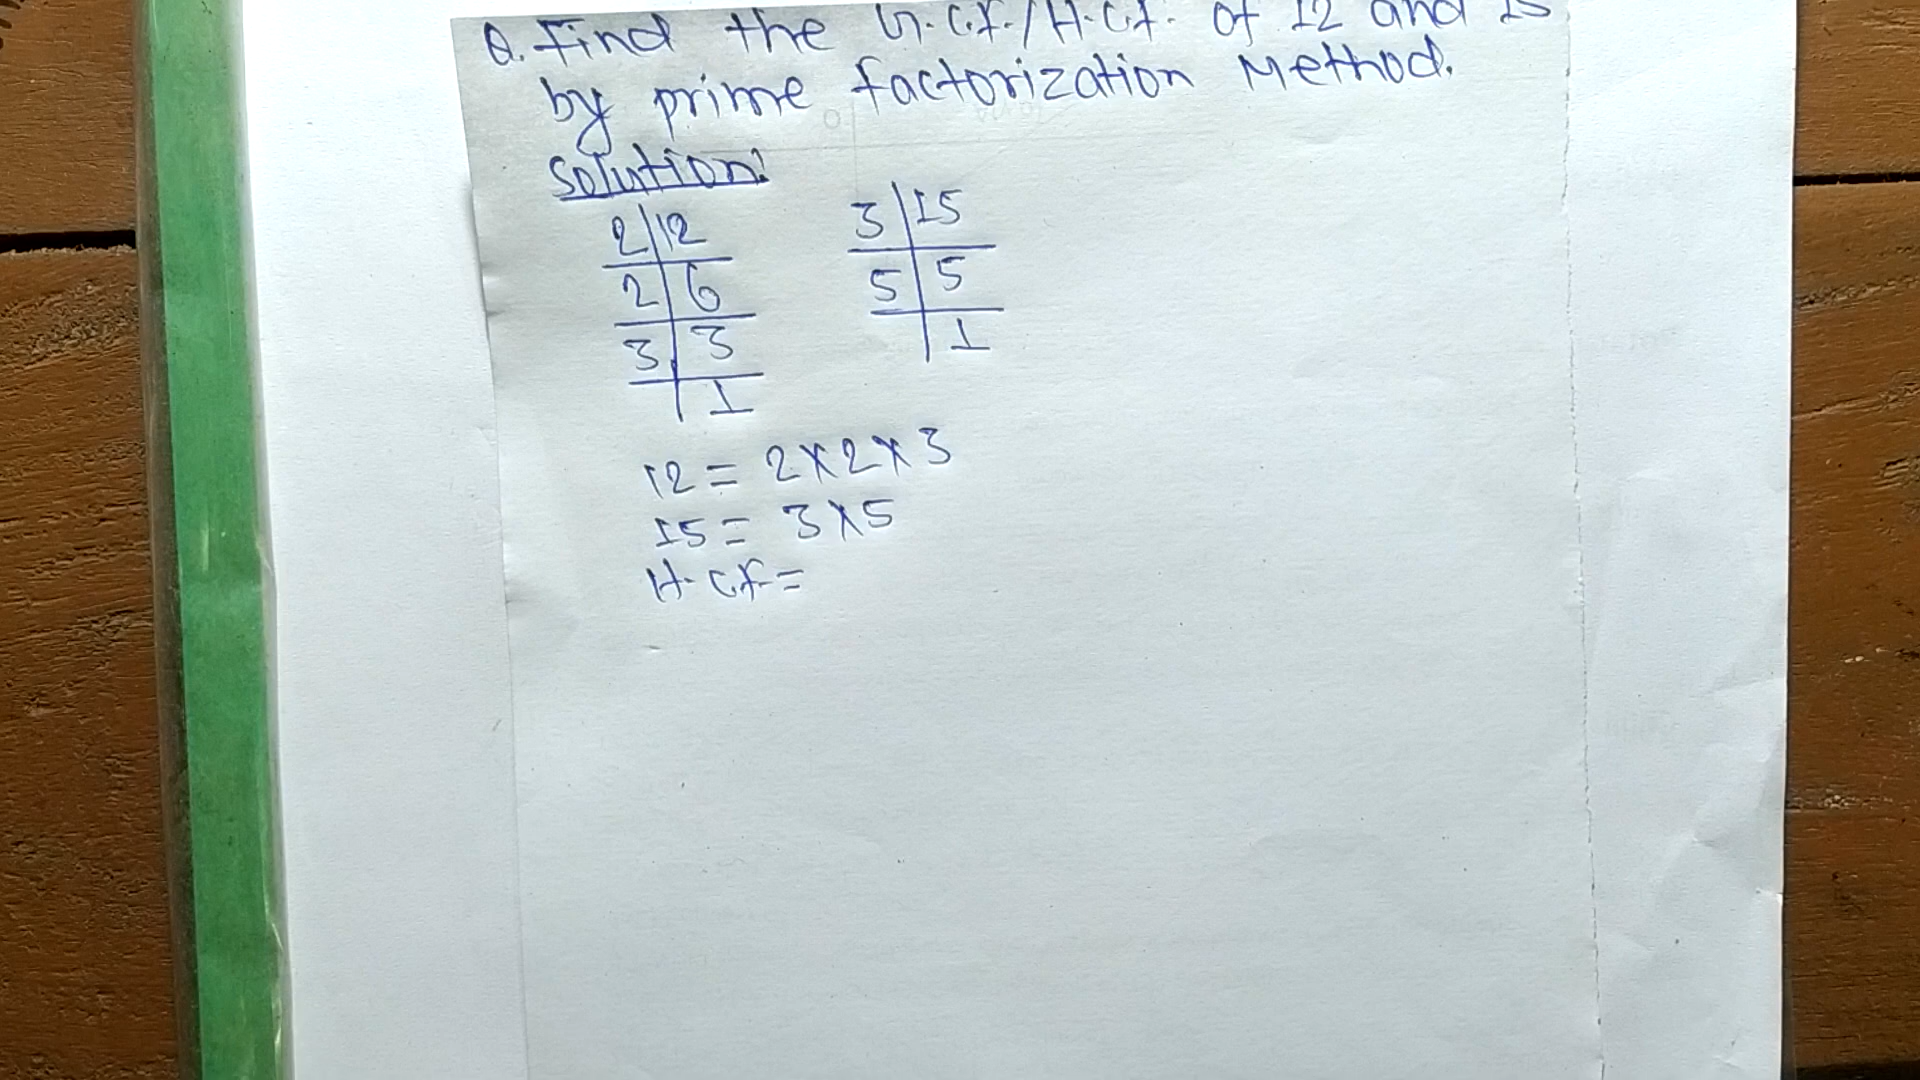 Q. Find the G.C.F./H.C.F. of 12 and 15
by prime factorization Method.
Solution:
2 12 3 15
2 6 5 5
3 3 1
1
12 = 2×2×3
15 = 3×5
H.C.F. =